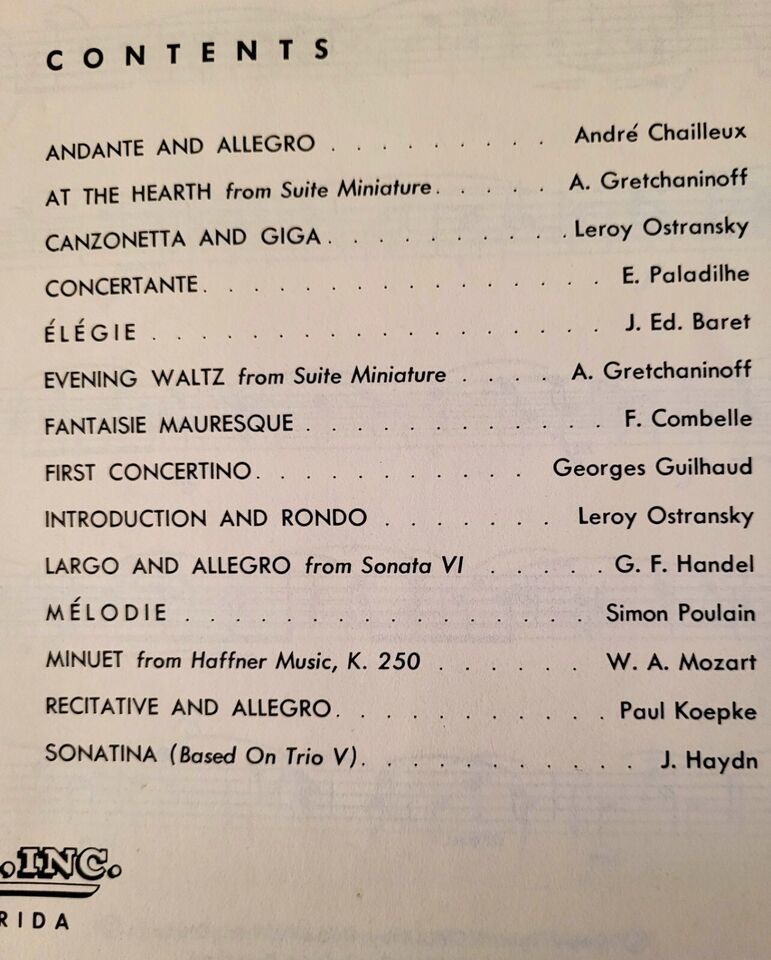 CONTENTS
ANDANTE AND ALLEGRO . . . . . . . . . André Chailleux
AT THE HEARTH from Suite Miniature. . . . . A. Gretchaninoff
CANZONETTA AND GIGA. . . . . . . . . . Leroy Ostransky
CONCERTANTE. . . . . . . . . . . . . . . . E. Paladilhe
ÉLÉGIE . . . . . . . . . . . . . . . . . . J. Ed. Baret
EVENING WALTZ from Suite Miniature . . . . A. Gretchaninoff
FANTAISIE MAURESQUE . . . . . . . . . . . . F. Combelle
FIRST CONCERTINO. . . . . . . . . . . Georges Guilhaud
INTRODUCTION AND RONDO . . . . . . . Leroy Ostransky
LARGO AND ALLEGRO from Sonata VI . . . . . G. F. Handel
MÉLODIE . . . . . . . . . . . . . . . . Simon Poulain
MINUET from Haffner Music, K. 250 . . . . . . W. A. Mozart
RECITATIVE AND ALLEGRO. . . . . . . . . . . Paul Koepke
SONATINA (Based On Trio V). . . . . . . . . . . J. Haydn
.INC.
RIDA